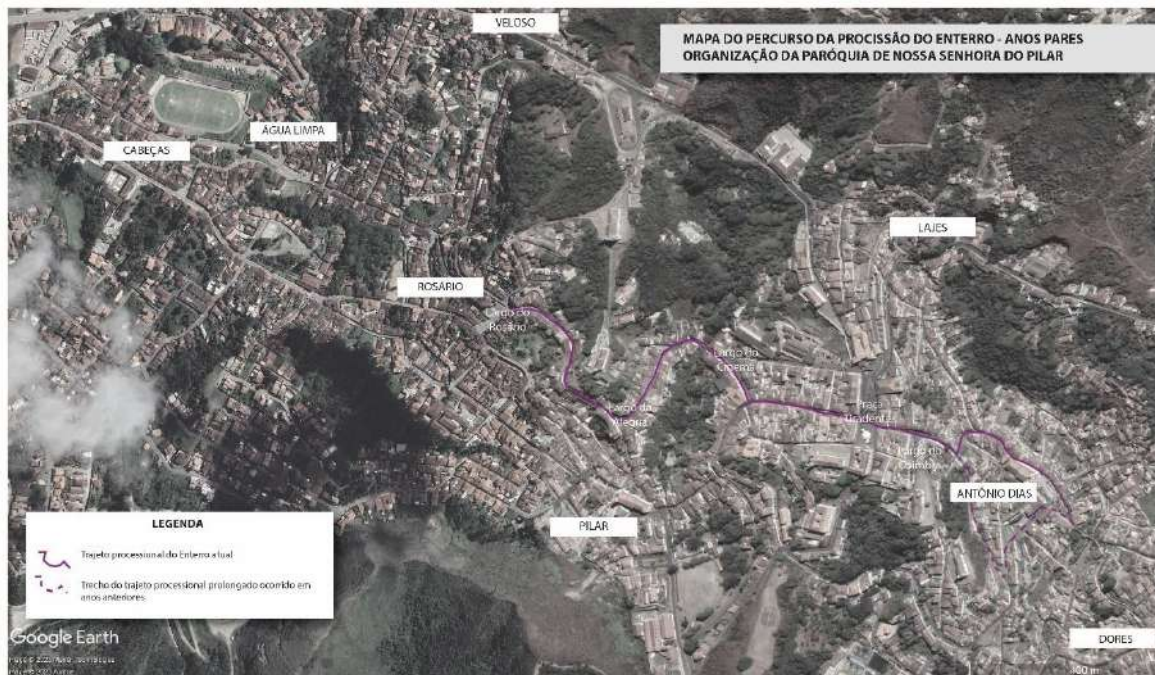 VELOSO
MAPA DO PERCURSO DA PROCISSÃO DO ENTERRO - ANOS PARES
ORGANIZAÇÃO DA PARÓQUIA DE NOSSA SENHORA DO PILAR
ÁGUA LIMPA
CABEÇAS
LAJES
ROSÁRIO
Largo do
Rosário
Largo do
Cinema
Largo da
Alegria
Praça
Tiradentes
Largo do
Coimbra
ANTÔNIO DIAS
PILAR
LEGENDA
Trajeto processional do Enterro atual
Trecho do trajeto processional prolongado ocorrido em
anos anteriores
Google Earth
DORES
400 m